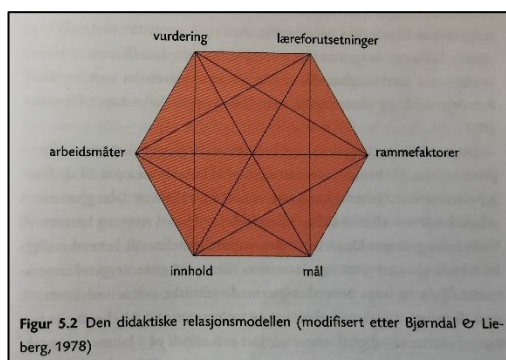 vurdering læreforutsetninger
arbeidsmåter rammefaktorer
innhold mål
Figur 5.2 Den didaktiske relasjonsmodellen (modifisert etter Bjørndal & Lie-
berg, 1978)